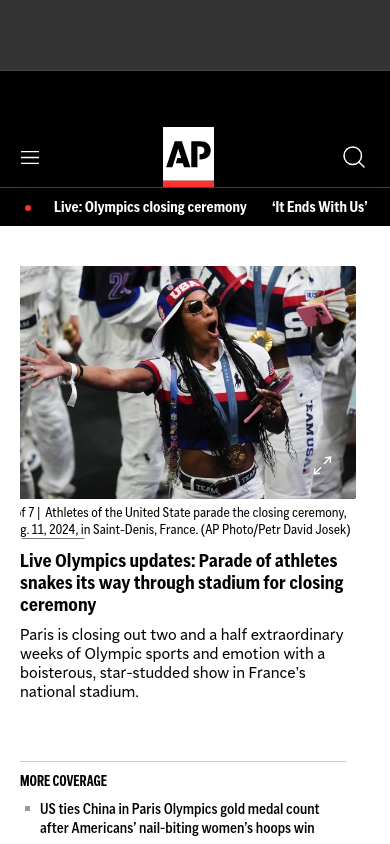 AP
Live: Olympics closing ceremony ‘It Ends With Us’
USA
TEAM USA
of 7 | Athletes of the United State parade the closing ceremony,
g. 11, 2024, in Saint-Denis, France. (AP Photo/Petr David Josek)
Live Olympics updates: Parade of athletes
snakes its way through stadium for closing
ceremony
Paris is closing out two and a half extraordinary
weeks of Olympic sports and emotion with a
boisterous, star-studded show in France’s
national stadium.
MORE COVERAGE
US ties China in Paris Olympics gold medal count
after Americans’ nail-biting women’s hoops win